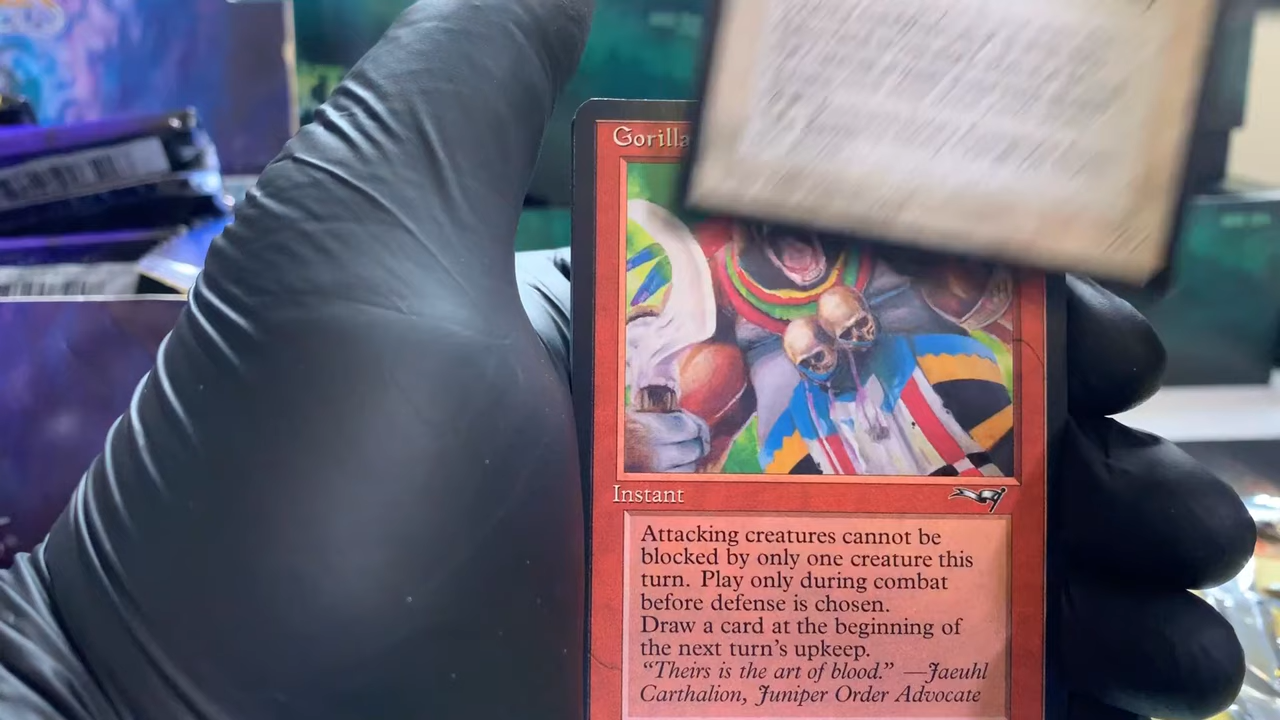 Gorilla
Instant
Attacking creatures cannot be
blocked by only one creature this
turn. Play only during combat
before defense is chosen.
Draw a card at the beginning of
the next turn's upkeep.
“Theirs is the art of blood.” —Jaeuhl
Carthalion, Juniper Order Advocate